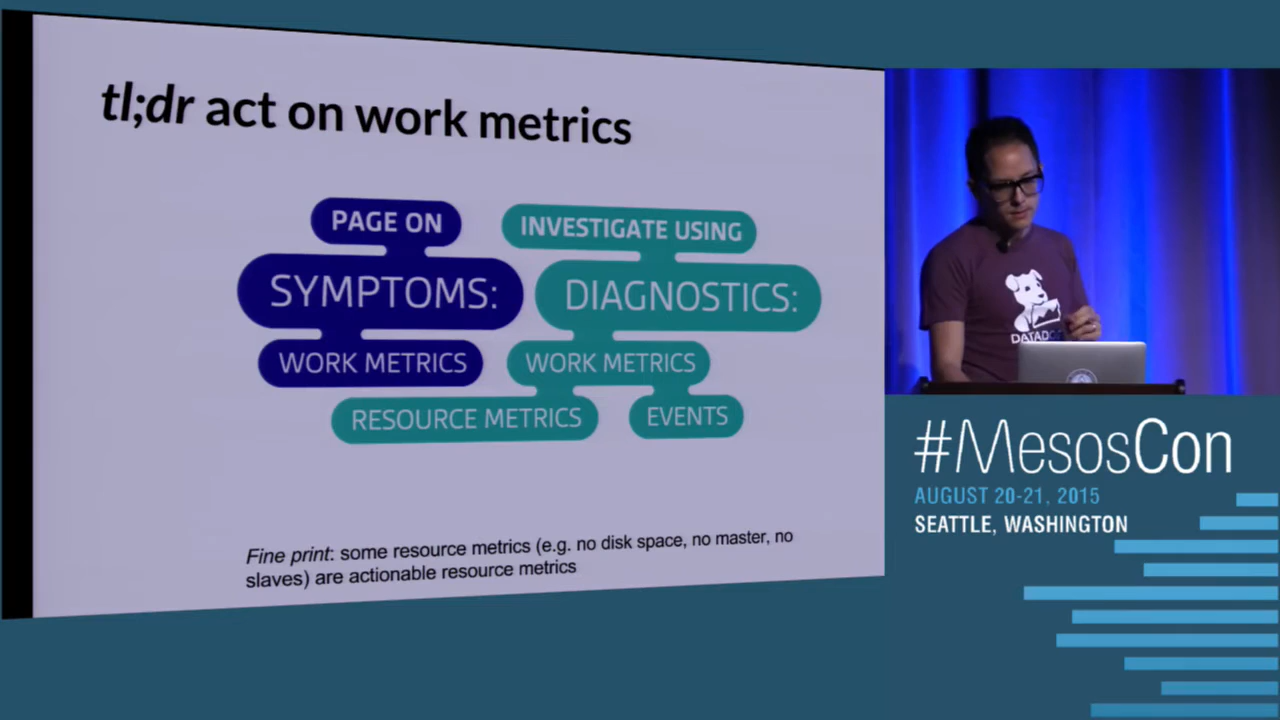 tl;dr act on work metrics
PAGE ON
SYMPTOMS:
WORK METRICS
INVESTIGATE USING
DIAGNOSTICS:
WORK METRICS
RESOURCE METRICS
EVENTS
Fine print: some resource metrics (e.g. no disk space, no master, no
slaves) are actionable resource metrics
#MesosCon
AUGUST 20-21, 2015
SEATTLE, WASHINGTON